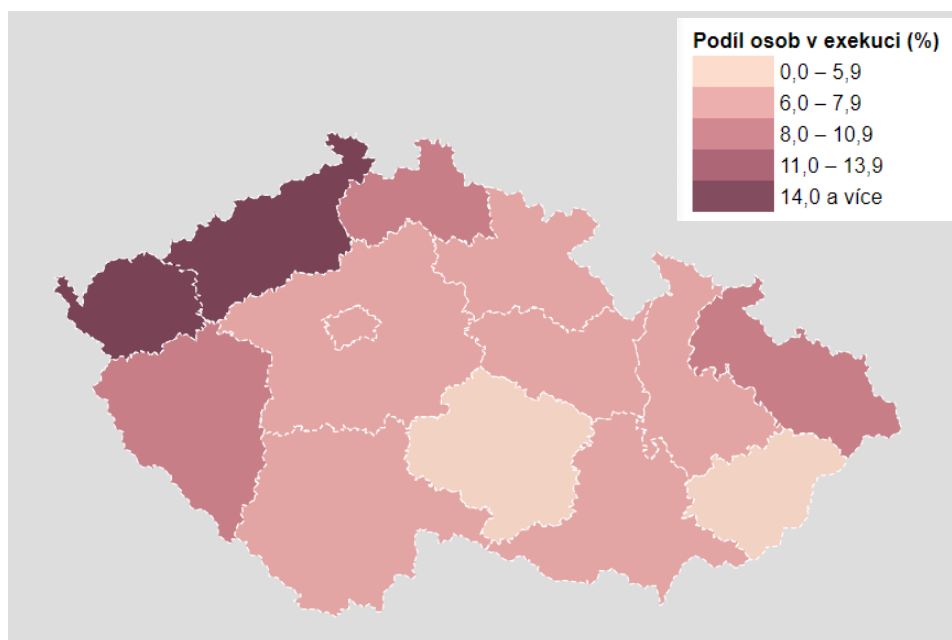 Podíl osob v exekuci (%)
0,0 – 5,9
6,0 – 7,9
8,0 – 10,9
11,0 – 13,9
14,0 a více